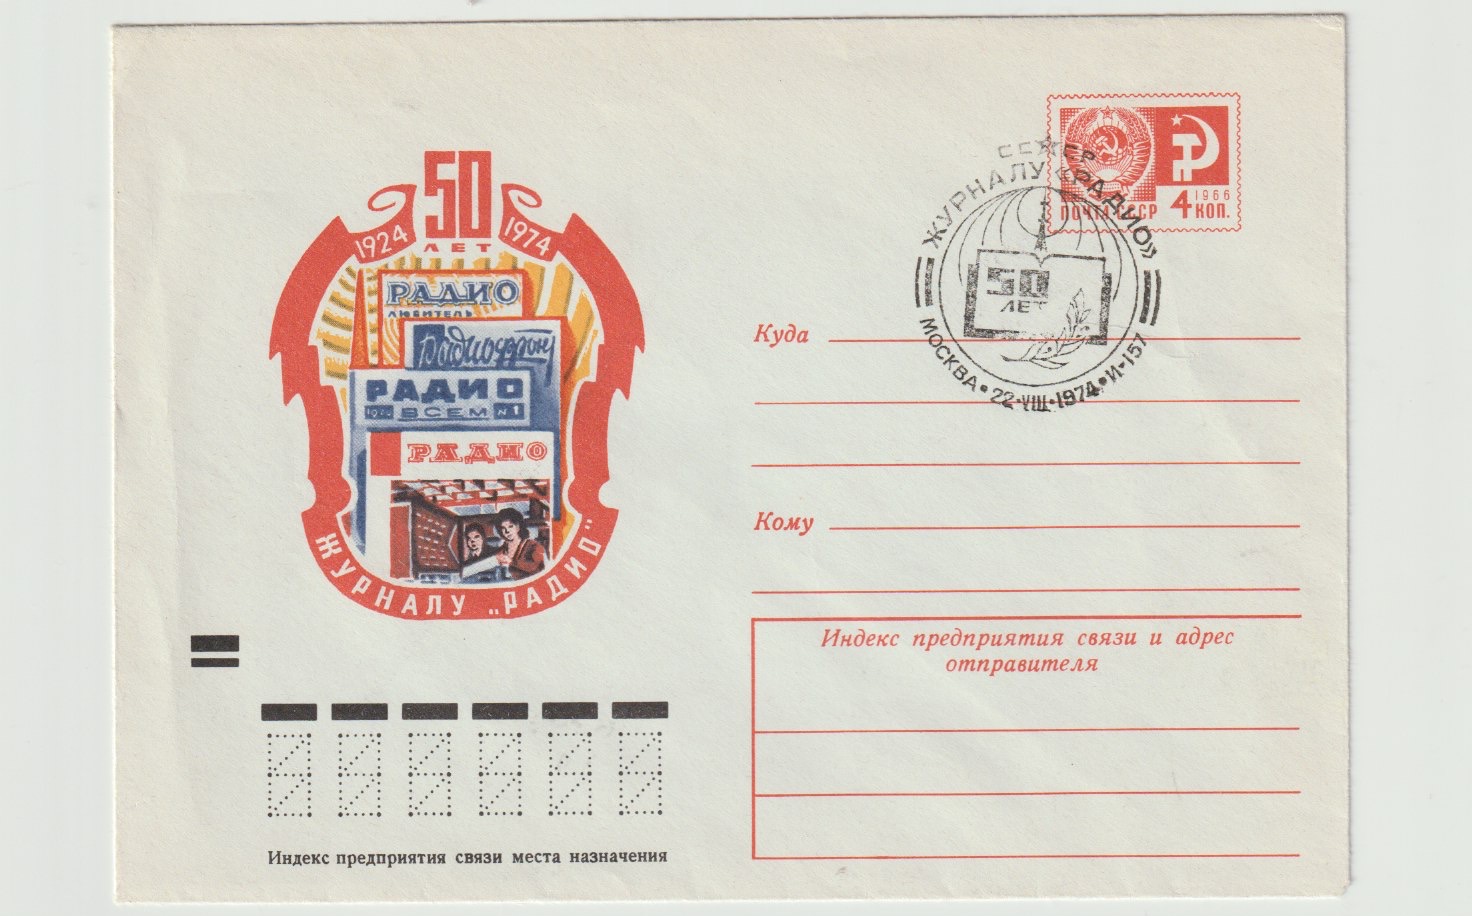 50
ЛЕТ
1924
1974
РАДИО
ЛЮБИТЕЛЬ
Радиофронт
РАДИО
ВСЕМ №1
РАДИО
ЖУРНАЛУ „РАДИО"
ПОЧТА СССР
1966
4 КОП.
СССР
ЖУРНАЛУ «РАДИО»
50
ЛЕТ
МОСКВА • 22•VIII•1974 • И-157
Куда
Кому
Индекс предприятия связи и адрес
отправителя
Индекс предприятия связи места назначения